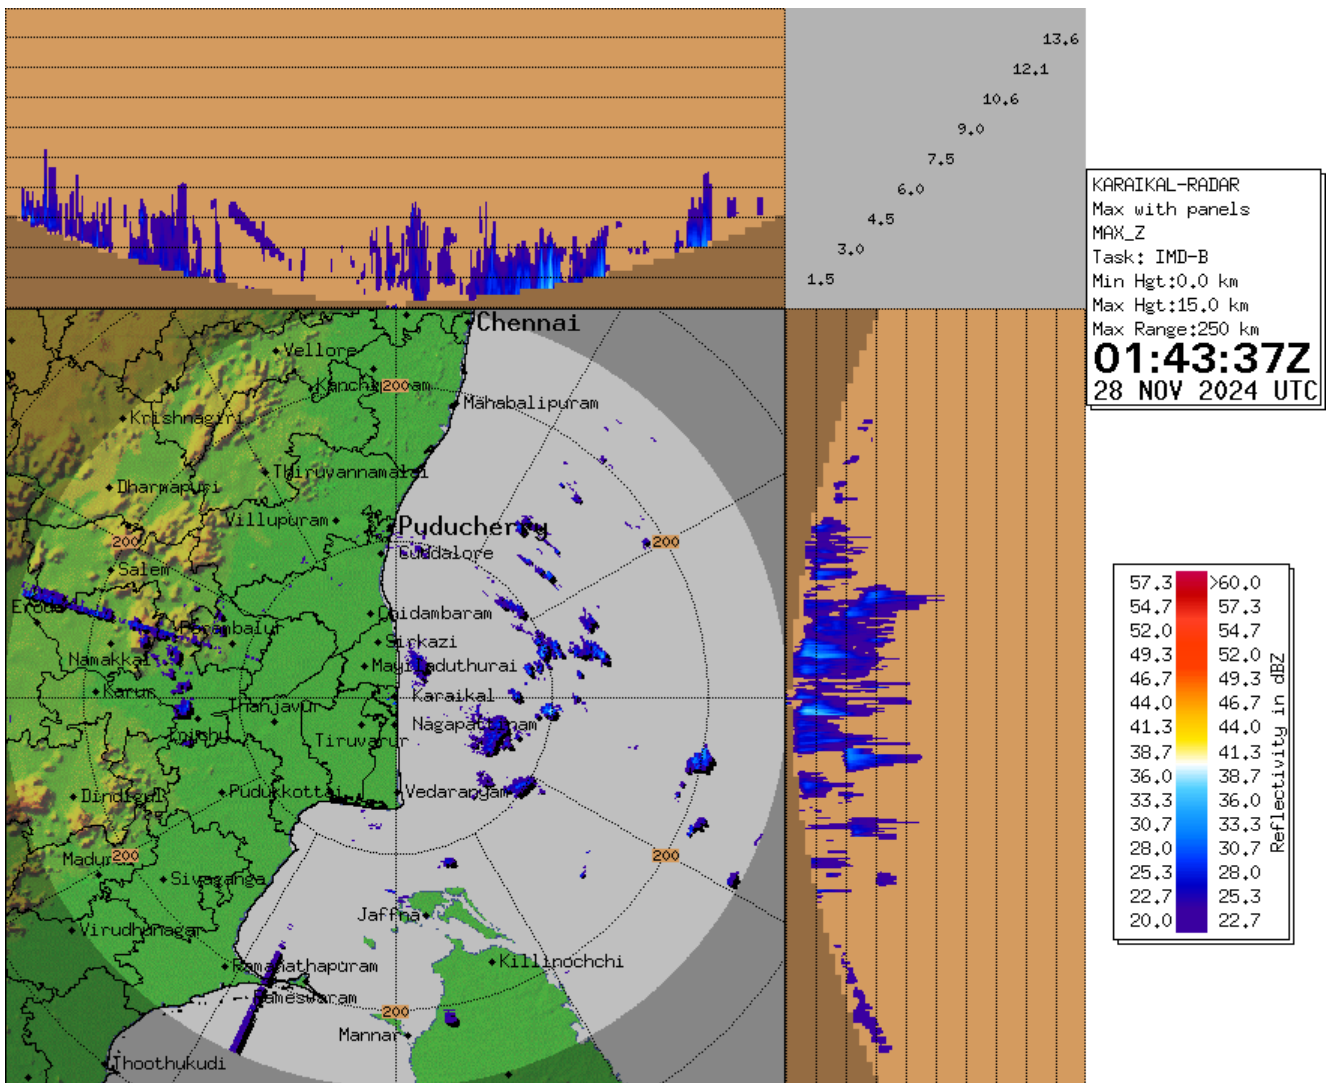 13.6
12.1
10.6
9.0
7.5
6.0
4.5
3.0
1.5
KARAIKAL-RADAR
Max with panels
MAX_Z
Task: IMD-B
Min Hgt:0.0 km
Max Hgt:15.0 km
Max Range:250 km
01:43:37Z
28 NOV 2024 UTC
Chennai
Vellore
200
Mahabalipuram
Krishnagiri
Thiruvannamalai
Dharmapuri
Villupuram
Puducherry
200
200
Cuddalore
Salem
Erode
Chidambaram
Perembalur
Sirkazi
Namakkal
Mayiladuthurai
Karur
Karaikal
Thanjavur
Nagapattinam
Tiruvarur
Dindigul
Pudukkottai
Vedaranyam
200
200
Sivaganga
Jaffna
Virudhunagar
Ramanathapuram
Killinochchi
Rameswaram
200
Mannar
Thoothukudi
57.3 >60.0
54.7 57.3
52.0 54.7
49.3 52.0
46.7 49.3
44.0 46.7
41.3 44.0
38.7 41.3
36.0 38.7
33.3 36.0
30.7 33.3
28.0 30.7
25.3 28.0
22.7 25.3
20.0 22.7
Reflectivity in dBZ